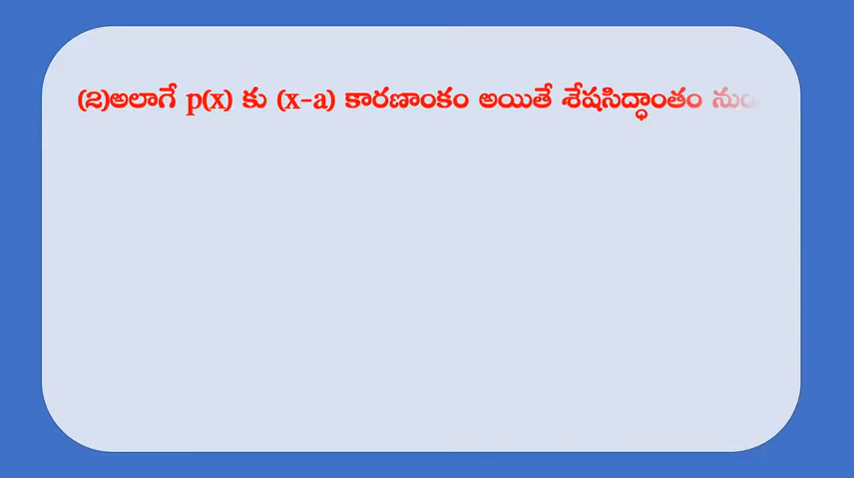 (2)అలాగే p(x) కు (x-a) కారణాంకం అయితే శేషసిద్ధాంతం